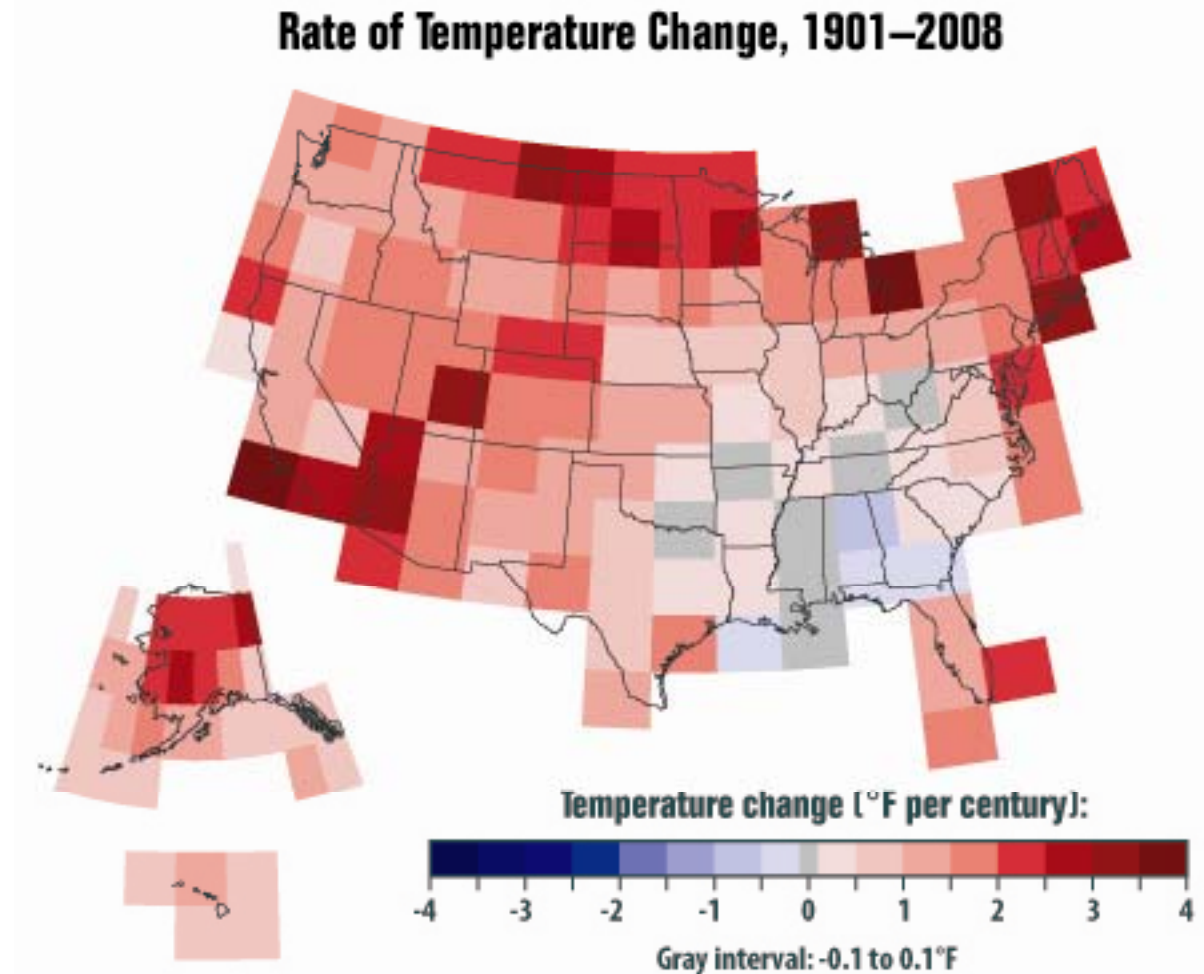 Rate of Temperature Change, 1901–2008
Temperature change (°F per century):
-4 -3 -2 -1 0 1 2 3 4
Gray interval: -0.1 to 0.1°F